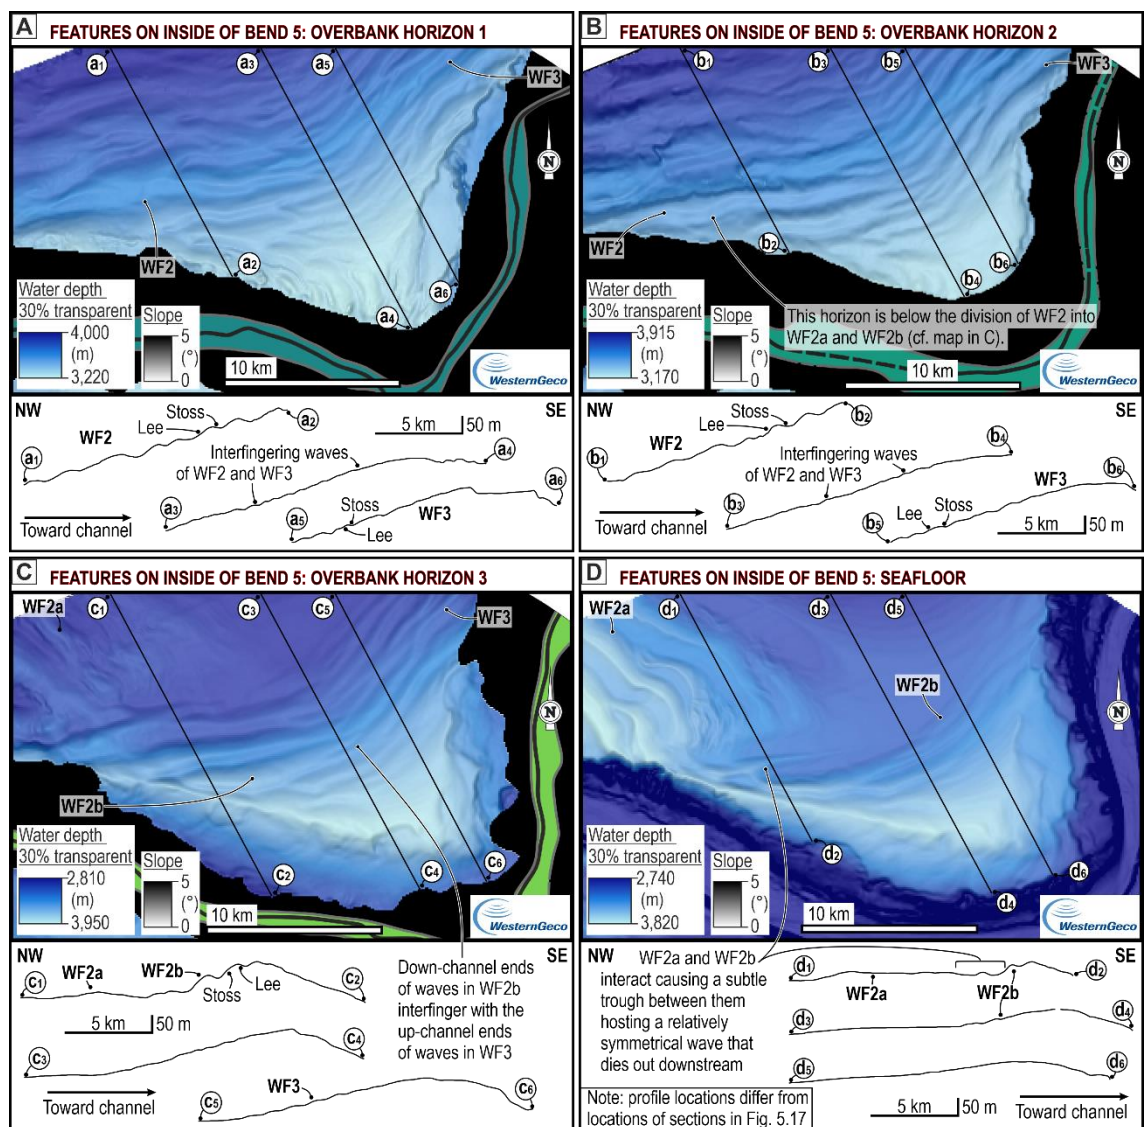 A FEATURES ON INSIDE OF BEND 5: OVERBANK HORIZON 1
a1
a3
a5
WF3
N
WF2
a2
a6
a4
Water depth
30% transparent
4,000
(m)
3,220
Slope
5
(°)
0
10 km
WesternGeco
NW
SE
Stoss
Lee
WF2
a2
5 km
50 m
a1
Interfingering waves
of WF2 and WF3
a4
a6
a3
a5
Stoss
WF3
Lee
Toward channel
B FEATURES ON INSIDE OF BEND 5: OVERBANK HORIZON 2
b1
b3
b5
WF3
N
WF2
b2
b6
b4
This horizon is below the division of WF2 into
WF2a and WF2b (cf. map in C).
Water depth
30% transparent
3,915
(m)
3,170
Slope
5
(°)
0
10 km
WesternGeco
NW
SE
Stoss
Lee
WF2
b2
b4
b1
Interfingering waves
of WF2 and WF3
WF3
b6
b3
Stoss
Lee
b5
Toward channel
5 km
50 m
C FEATURES ON INSIDE OF BEND 5: OVERBANK HORIZON 3
WF2a
c1
c3
c5
WF3
N
WF2b
c2
c4
c6
Water depth
30% transparent
2,810
(m)
3,950
Slope
5
(°)
0
10 km
WesternGeco
NW
SE
WF2a
WF2b
c1
Stoss
Lee
c2
5 km
50 m
Down-channel ends
of waves in WF2b
interfinger with the
up-channel ends
of waves in WF3
c3
c4
WF3
Toward channel
c5
c6
D FEATURES ON INSIDE OF BEND 5: SEAFLOOR
WF2a
d1
d3
d5
WF2b
N
d2
d6
d4
Water depth
30% transparent
2,740
(m)
3,820
Slope
5
(°)
0
10 km
WesternGeco
WF2a and WF2b
interact causing a subtle
trough between them
hosting a relatively
symmetrical wave that
dies out downstream
d1
WF2a
WF2b
d2
d3
d4
d5
d6
Note: profile locations differ from
locations of sections in Fig. 5.17
5 km
50 m
Toward channel